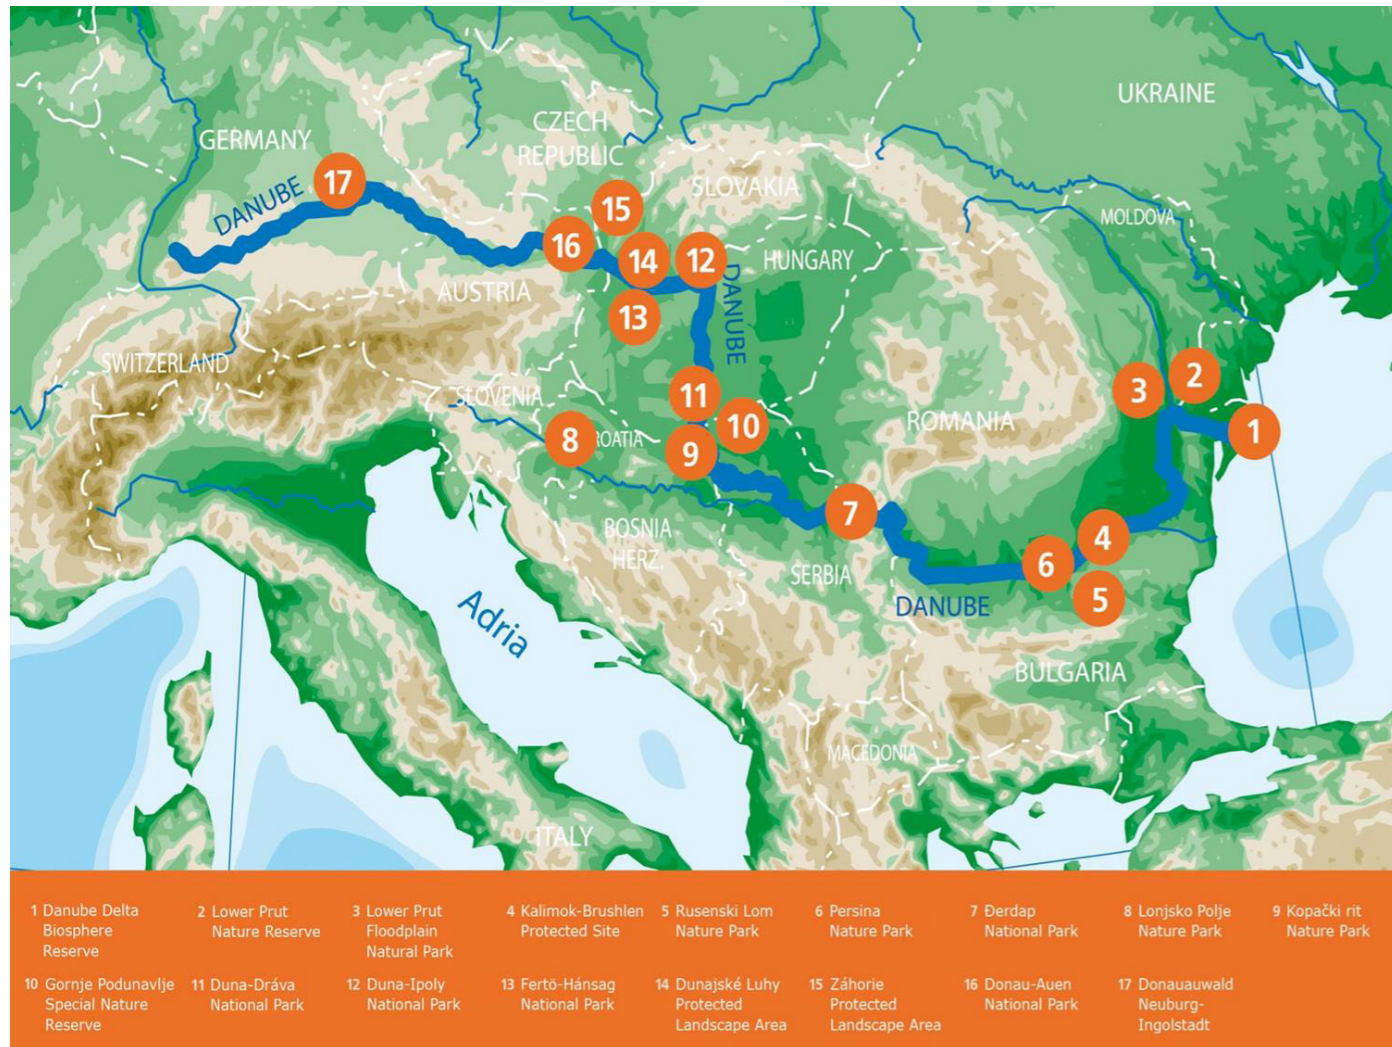 UKRAINE
GERMANY
CZECH
REPUBLIC
17
DANUBE
SLOVAKIA
15
MOLDOVA
16
14
12
HUNGARY
DANUBE
AUSTRIA
13
SWITZERLAND
SLOVENIA
11
3
2
10
ROMANIA
8
CROATIA
9
1
7
BOSNIA
HERZ.
4
6
SERBIA
5
DANUBE
Adria
BULGARIA
MACEDONIA
ITALY
1 Danube Delta
Biosphere
Reserve
2 Lower Prut
Nature Reserve
3 Lower Prut
Floodplain
Natural Park
4 Kalimok-Brushlen
Protected Site
5 Rusenski Lom
Nature Park
6 Persina
Nature Park
7 Đerdap
National Park
8 Lonjsko Polje
Nature Park
9 Kopački rit
Nature Park
10 Gornje Podunavlje
Special Nature
Reserve
11 Duna-Dráva
National Park
12 Duna-Ipoly
National Park
13 Fertö-Hánsag
National Park
14 Dunajské Luhy
Protected
Landscape Area
15 Záhorie
Protected
Landscape Area
16 Donau-Auen
National Park
17 Donauauwald
Neuburg-
Ingolstadt